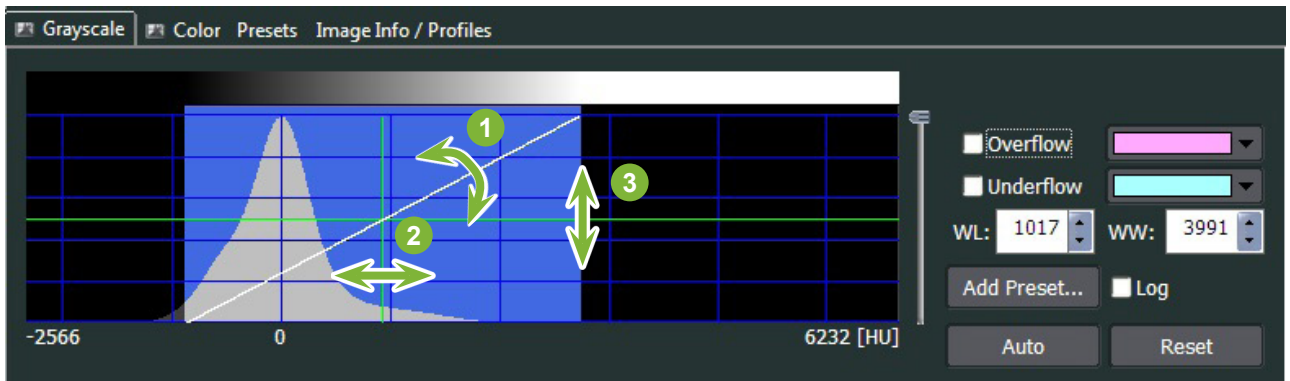 Grayscale Color Presets Image Info / Profiles
1
Overflow
3
Underflow
2
WL: 1017 WW: 3991
Add Preset... Log
-2566 0 6232 [HU]
Auto Reset